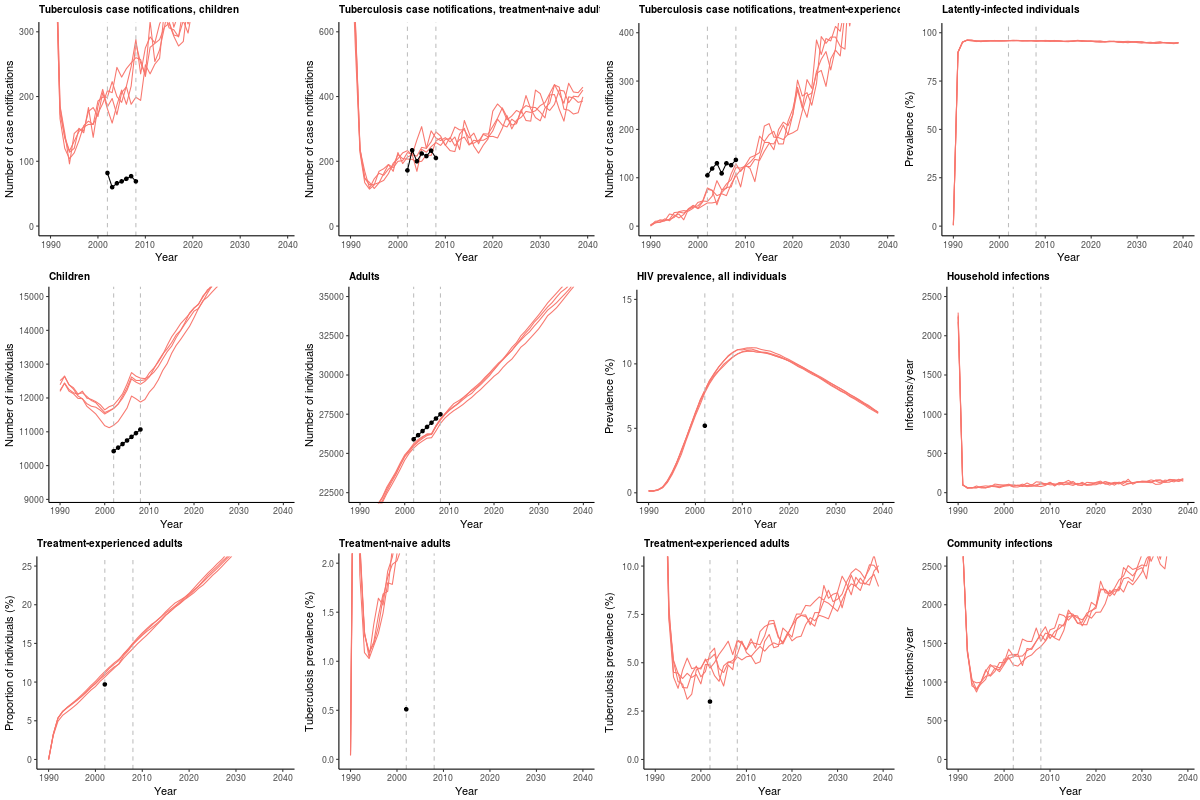 Tuberculosis case notifications, children
Number of case notifications
300
200
100
0
1990 2000 2010 2020 2030 2040
Year
Tuberculosis case notifications, treatment-naive adul
Number of case notifications
600
400
200
0
1990 2000 2010 2020 2030 2040
Year
Tuberculosis case notifications, treatment-experience
Number of case notifications
400
300
200
100
0
1990 2000 2010 2020 2030 2040
Year
Latently-infected individuals
Prevalence (%)
100
75
50
25
0
1990 2000 2010 2020 2030 2040
Year
Children
Number of individuals
15000
14000
13000
12000
11000
10000
9000
1990 2000 2010 2020 2030 2040
Year
Adults
Number of individuals
35000
32500
30000
27500
25000
22500
1990 2000 2010 2020 2030 2040
Year
HIV prevalence, all individuals
Prevalence (%)
15
10
5
0
1990 2000 2010 2020 2030 2040
Year
Household infections
Infections/year
2500
2000
1500
1000
500
0
1990 2000 2010 2020 2030 2040
Year
Treatment-experienced adults
Proportion of individuals (%)
25
20
15
10
5
0
1990 2000 2010 2020 2030 2040
Year
Treatment-naive adults
Tuberculosis prevalence (%)
2.0
1.5
1.0
0.5
0.0
1990 2000 2010 2020 2030 2040
Year
Treatment-experienced adults
Tuberculosis prevalence (%)
10.0
7.5
5.0
2.5
0.0
1990 2000 2010 2020 2030 2040
Year
Community infections
Infections/year
2500
2000
1500
1000
500
0
1990 2000 2010 2020 2030 2040
Year